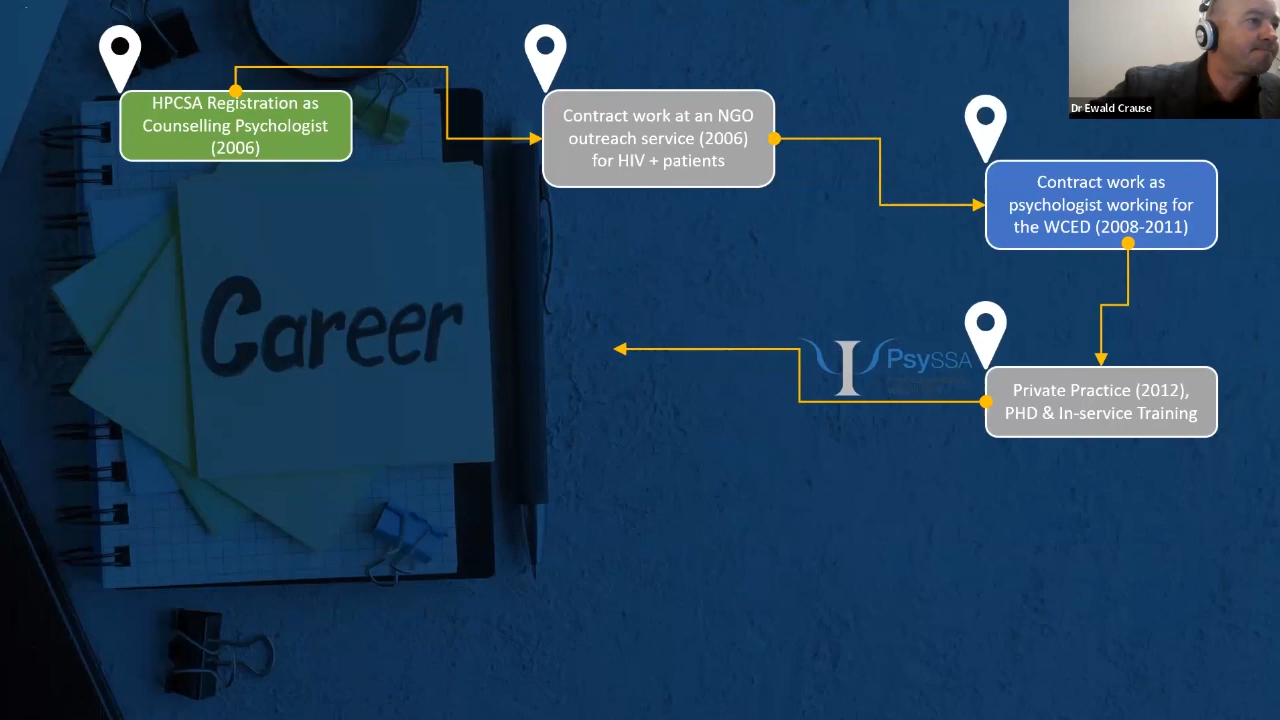 Dr Ewald Crause
HPCSA Registration as
Counselling Psychologist
(2006)
Contract work at an NGO
outreach service (2006)
for HIV + patients
Contract work as
psychologist working for
the WCED (2008-2011)
Career
PsySSA
Private Practice (2012),
PHD & In-service Training